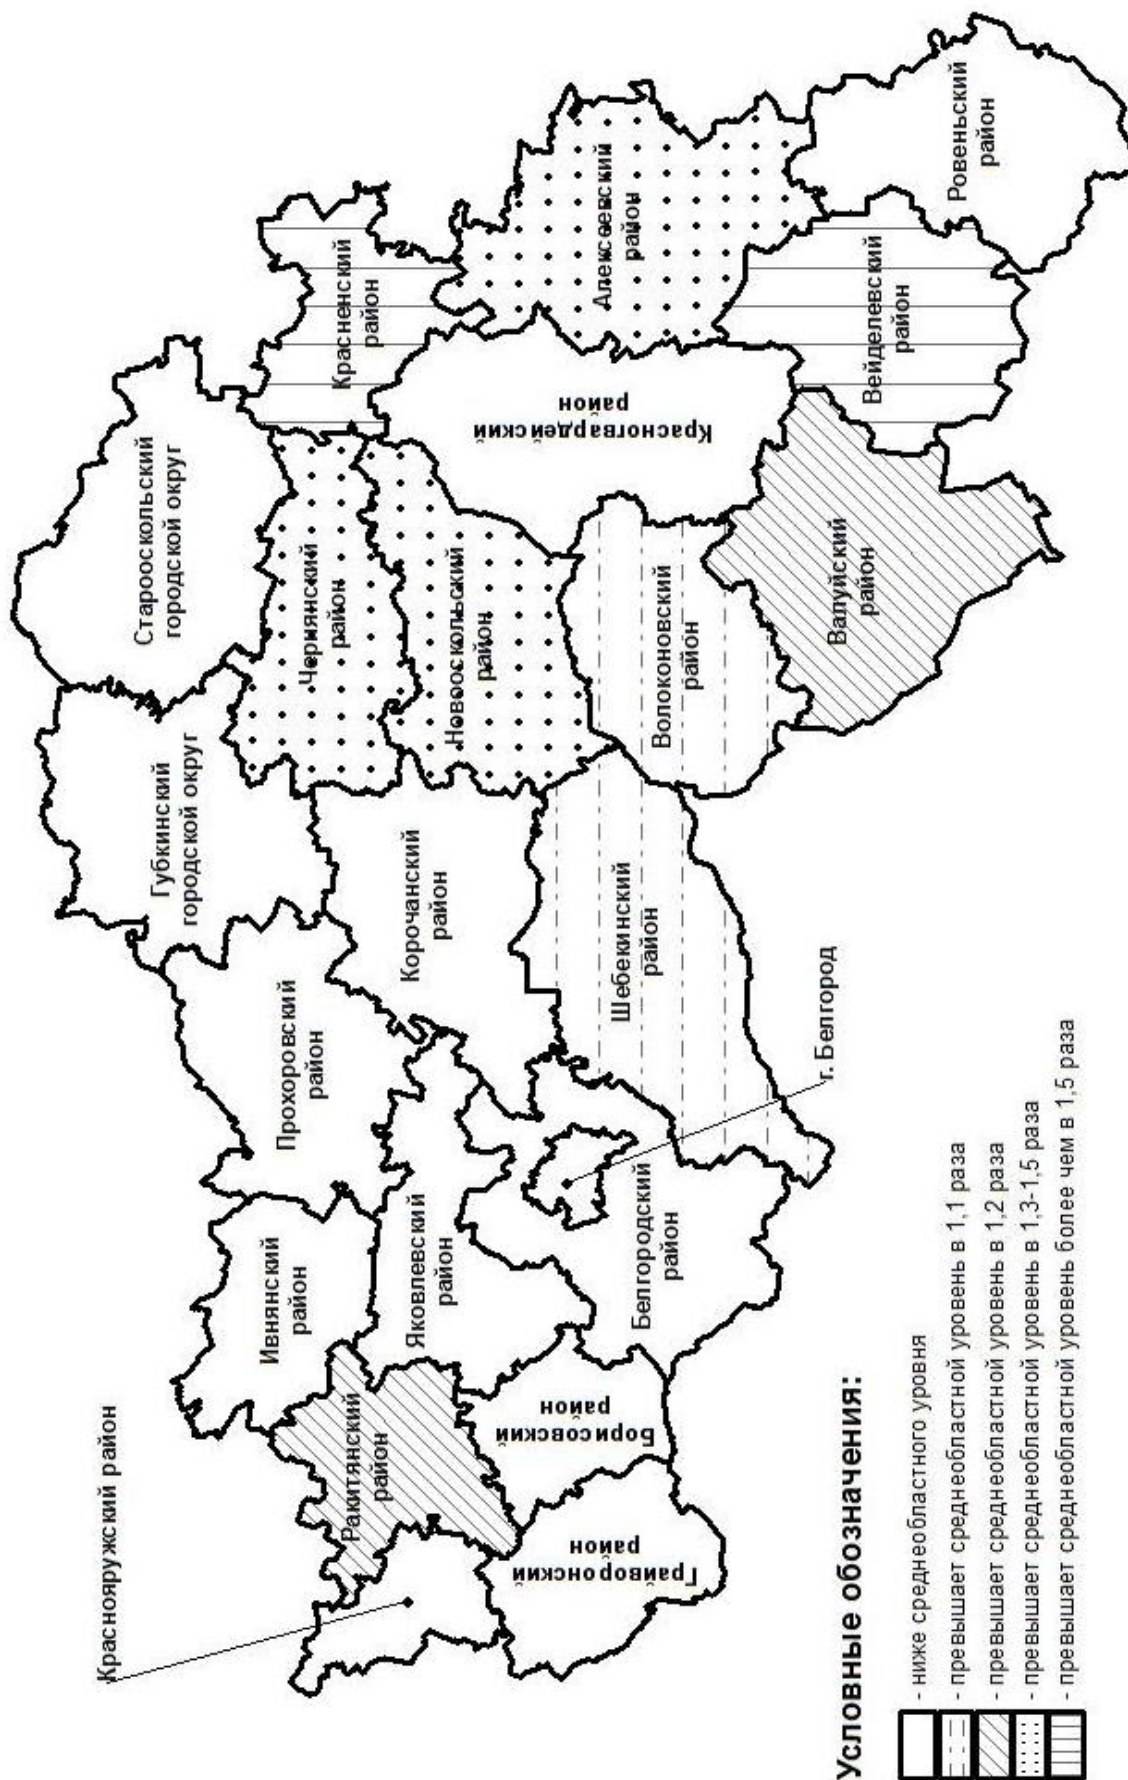 Краснояружский район
Ракитянский
район
Ивнянский
район
Прохоровский
район
Губкинский
городской округ
Старооскольский
городской округ
Грайворонский
район
Борисовский
район
Яковлевский
район
Белгородский
район
г. Белгород
Корочанский
район
Шебекинский
район
Чернянский
район
Новооскольский
район
Волоконовский
район
Красненский
район
Красногвардейский
район
Валуйский
район
Алексеевский
район
Вейделевский
район
Ровеньский
район
Условные обозначения:
- ниже среднеобластного уровня
- превышает среднеобластной уровень в 1,1 раза
- превышает среднеобластной уровень в 1,2 раза
- превышает среднеобластной уровень в 1,3-1,5 раза
- превышает среднеобластной уровень более чем в 1,5 раза